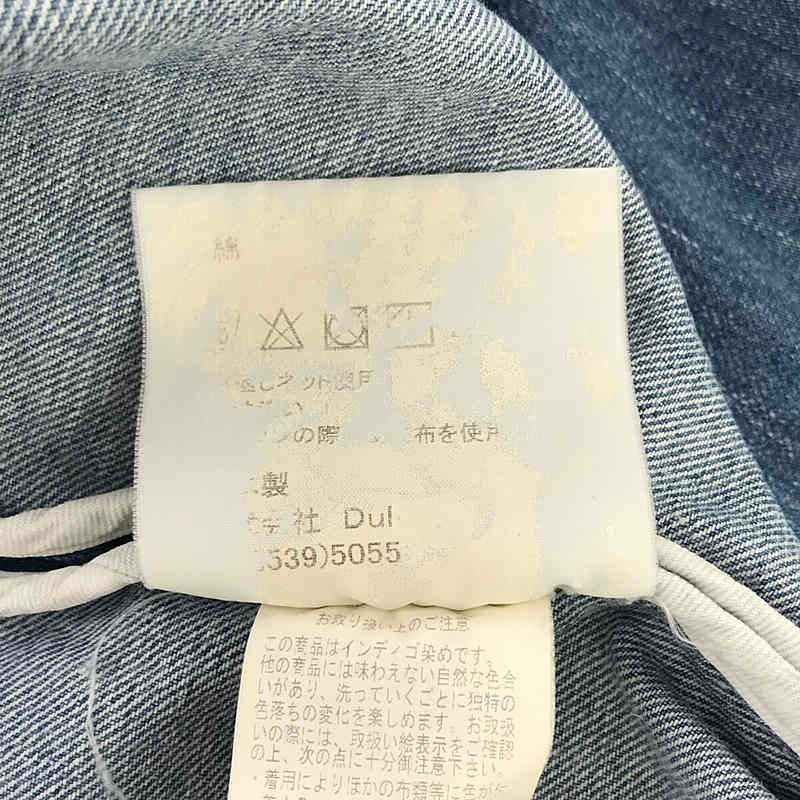 綿
返しネット使用
の際 布を使用
製
会社 Dul
539)5055
お取り扱い上のご注意
この商品はインディゴ染めです。
他の商品には味わえない自然な色合
いがあり、洗っていくごとに独特の
色落ちの変化を楽しめます。お取扱
いの際には、取扱い絵表示をご確認
の上、次の点に十分御注意下さい。
・着用によりほかの布類等に色が